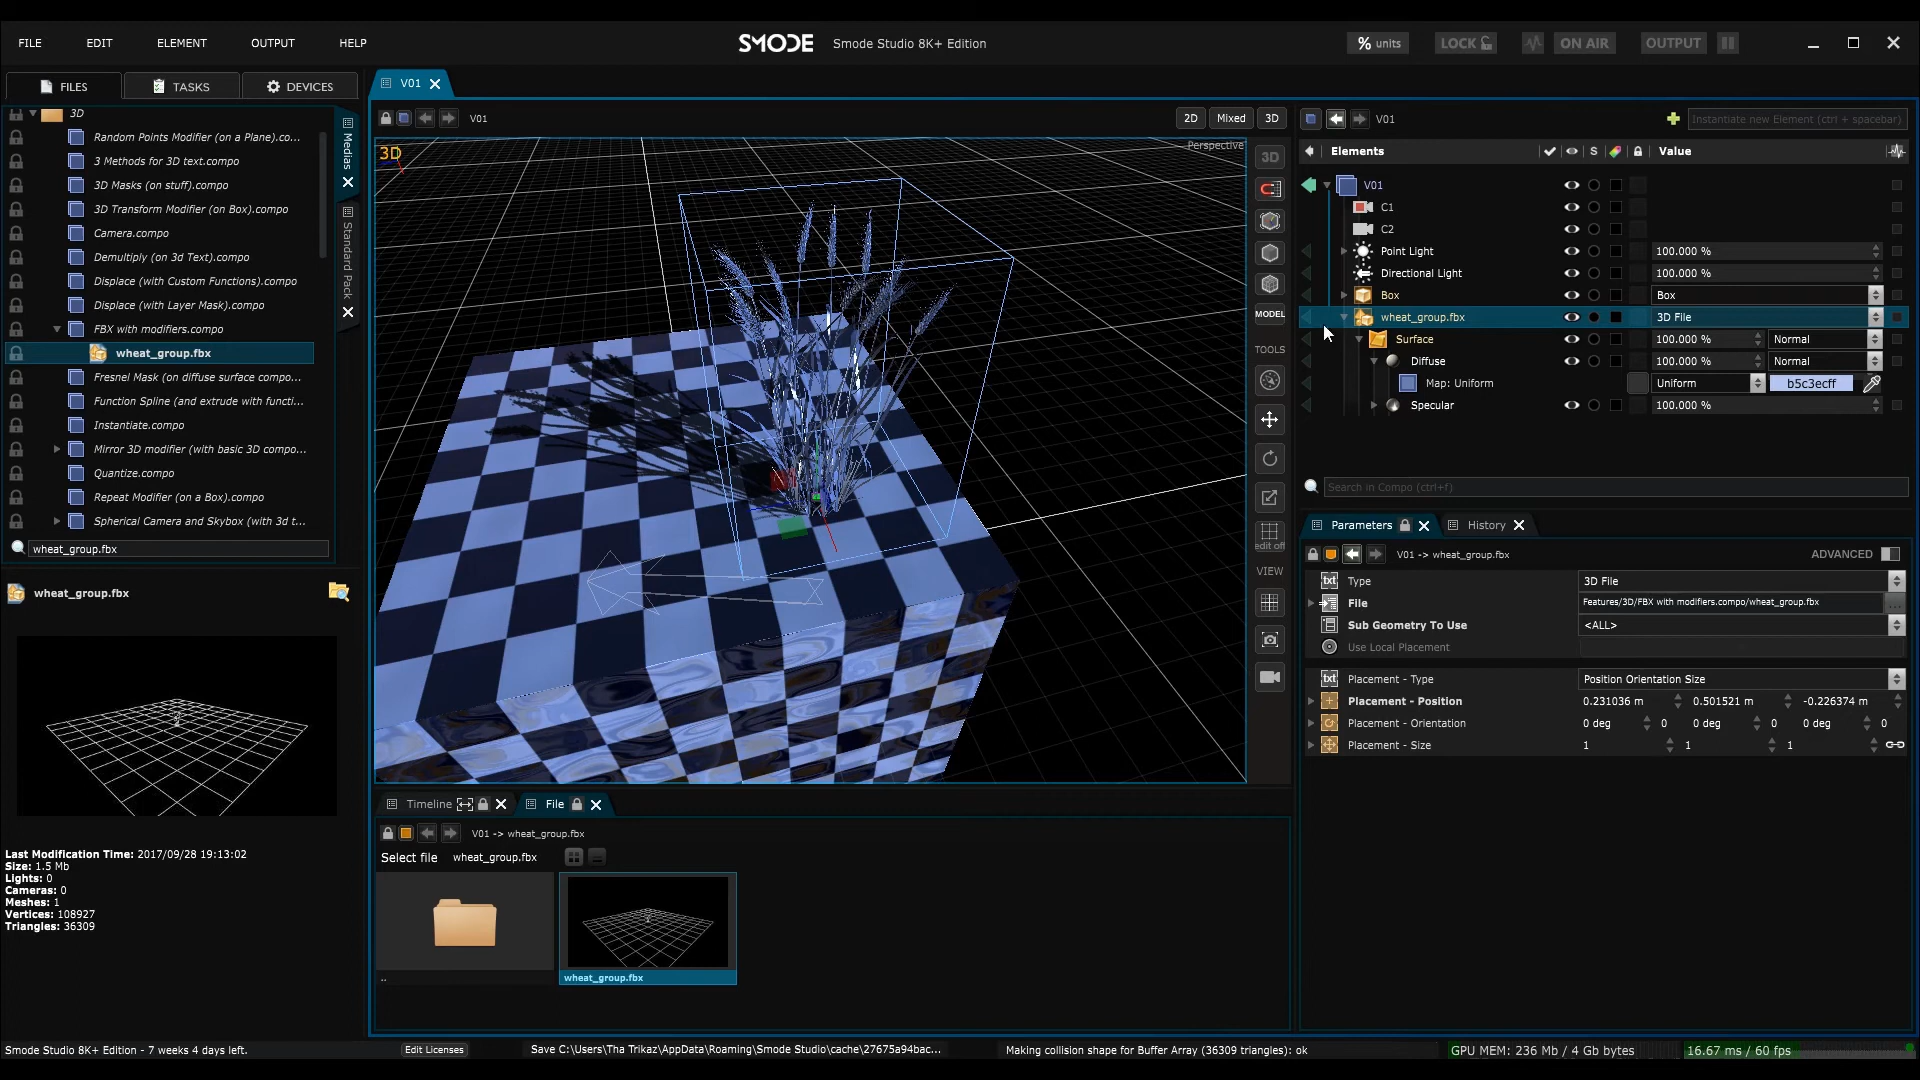 FILE EDIT ELEMENT OUTPUT HELP SMODE Smode Studio 8K+ Edition % units LOCK ON AIR OUTPUT
FILES TASKS DEVICES
3D
Random Points Modifier (on a Plane).co...
3 Methods for 3D text.compo
3D Masks (on stuff).compo
3D Transform Modifier (on Box).compo
Camera.compo
Demultiply (on 3d Text).compo
Displace (with Custom Functions).compo
Displace (with Layer Mask).compo
FBX with modifiers.compo
wheat_group.fbx
Fresnel Mask (on diffuse surface compo...
Function Spline (and extrude with functi...
Instantiate.compo
Mirror 3D modifier (with basic 3D compo...
Quantize.compo
Repeat Modifier (on a Box).compo
Spherical Camera and Skybox (with 3d t...
wheat_group.fbx
Medias
Standard Pack
wheat_group.fbx
Last Modification Time: 2017/09/28 19:13:02
Size: 1.5 Mb
Lights: 0
Cameras: 0
Meshes: 1
Vertices: 108927
Triangles: 36309
V01
V01 2D Mixed 3D
3D Perspective
3D
MODEL
TOOLS
edit off
VIEW
Timeline File
V01 -> wheat_group.fbx
Select file wheat_group.fbx
..
wheat_group.fbx
V01 Instantiate new Element (ctrl + spacebar)
Elements S Value
V01
C1
C2
Point Light 100.000 %
Directional Light 100.000 %
Box Box
wheat_group.fbx 3D File
Surface 100.000 % Normal
Diffuse 100.000 % Normal
Map: Uniform Uniform b5c3ecff
Specular 100.000 %
Search in Compo (ctrl+f)
Parameters History
V01 -> wheat_group.fbx ADVANCED
txt Type 3D File
File Features/3D/FBX with modifiers.compo/wheat_group.fbx ...
Sub Geometry To Use <ALL>
Use Local Placement
txt Placement - Type Position Orientation Size
Placement - Position 0.231036 m 0.501521 m -0.226374 m
Placement - Orientation 0 deg 0 0 deg 0 0 deg 0
Placement - Size 1 1 1
Smode Studio 8K+ Edition - 7 weeks 4 days left. Edit Licenses Save C:\Users\Tha Trikaz\AppData\Roaming\Smode Studio\cache\27675a94bac... Making collision shape for Buffer Array (36309 triangles): ok GPU MEM: 236 Mb / 4 Gb bytes 16.67 ms / 60 fps